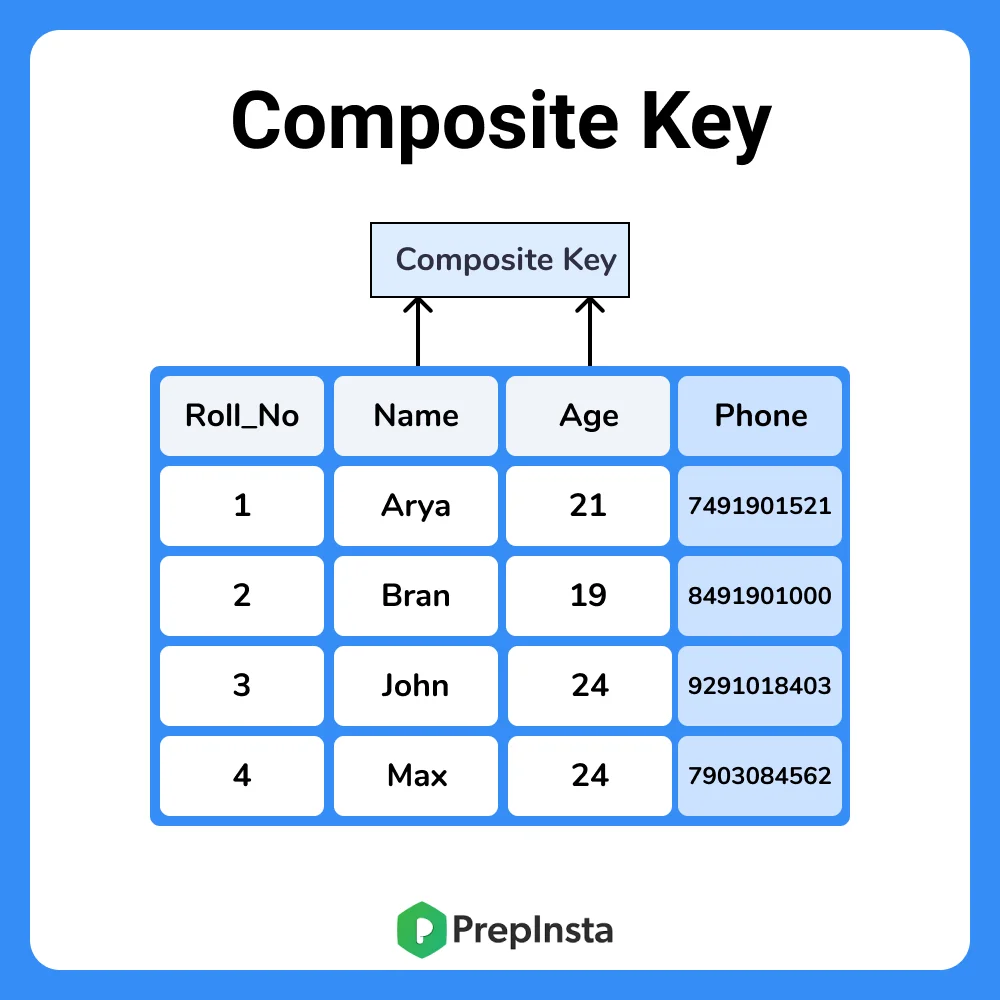 Composite Key
Composite Key
Roll_No Name Age Phone
1 Arya 21 7491901521
2 Bran 19 8491901000
3 John 24 9291018403
4 Max 24 7903084562
PrepInsta